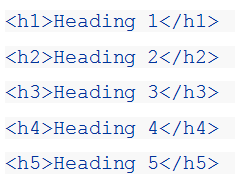 <h1>Heading 1</h1>
<h2>Heading 2</h2>
<h3>Heading 3</h3>
<h4>Heading 4</h4>
<h5>Heading 5</h5>